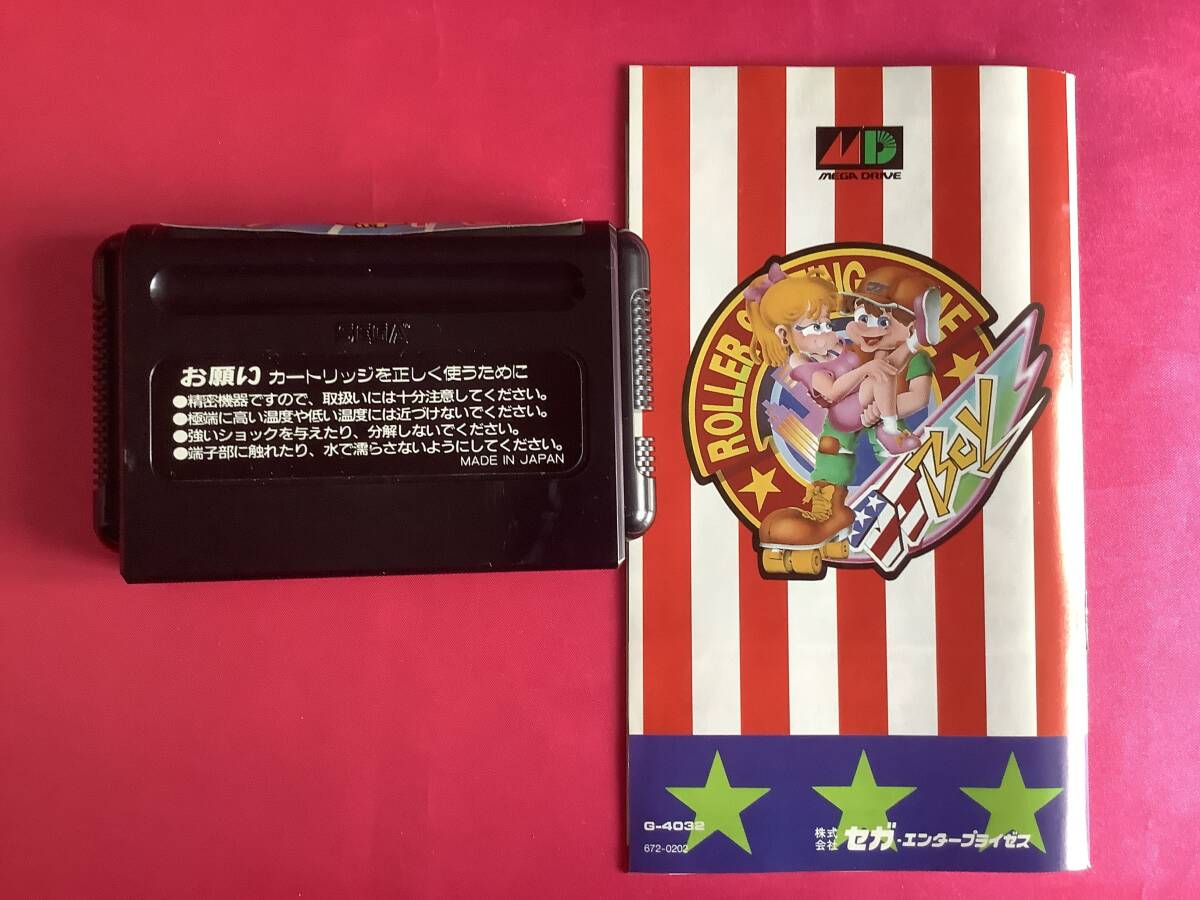 SEGA
お願い カートリッジを正しく使うために
●精密機器ですので、取扱いには十分注意してください。
●極端に高い温度や低い温度には近づけないでください。
●強いショックを与えたり、分解しないでください。
●端子部に触れたり、水で濡らさないようにしてください。
MADE IN JAPAN
MD
MEGA DRIVE
ROLLER
BOY
G-4032
672-0202
株式会社 セガ・エンタープライゼス